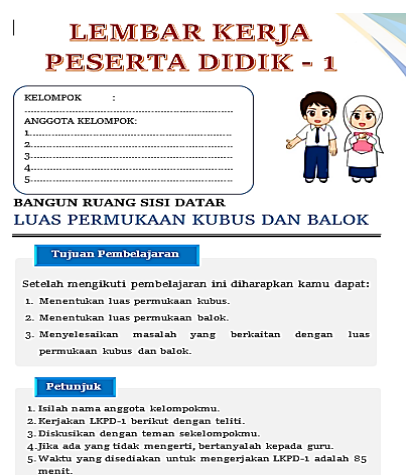 LEMBAR KERJA
PESERTA DIDIK - 1
KELOMPOK :
ANGGOTA KELOMPOK:
1
2
3
4
5
BANGUN RUANG SISI DATAR
LUAS PERMUKAAN KUBUS DAN BALOK
Tujuan Pembelajaran
Setelah mengikuti pembelajaran ini diharapkan kamu dapat:
1. Menentukan luas permukaan kubus.
2. Menentukan luas permukaan balok.
3. Menyelesaikan masalah yang berkaitan dengan luas
permukaan kubus dan balok.
Petunjuk
1. Isilah nama anggota kelompokmu.
2. Kerjakan LKPD-1 berikut dengan teliti.
3. Diskusikan dengan teman sekelompokmu.
4. Jika ada yang tidak mengerti, bertanyalah kepada guru.
5. Waktu yang disediakan untuk mengerjakan LKPD-1 adalah 85
menit.